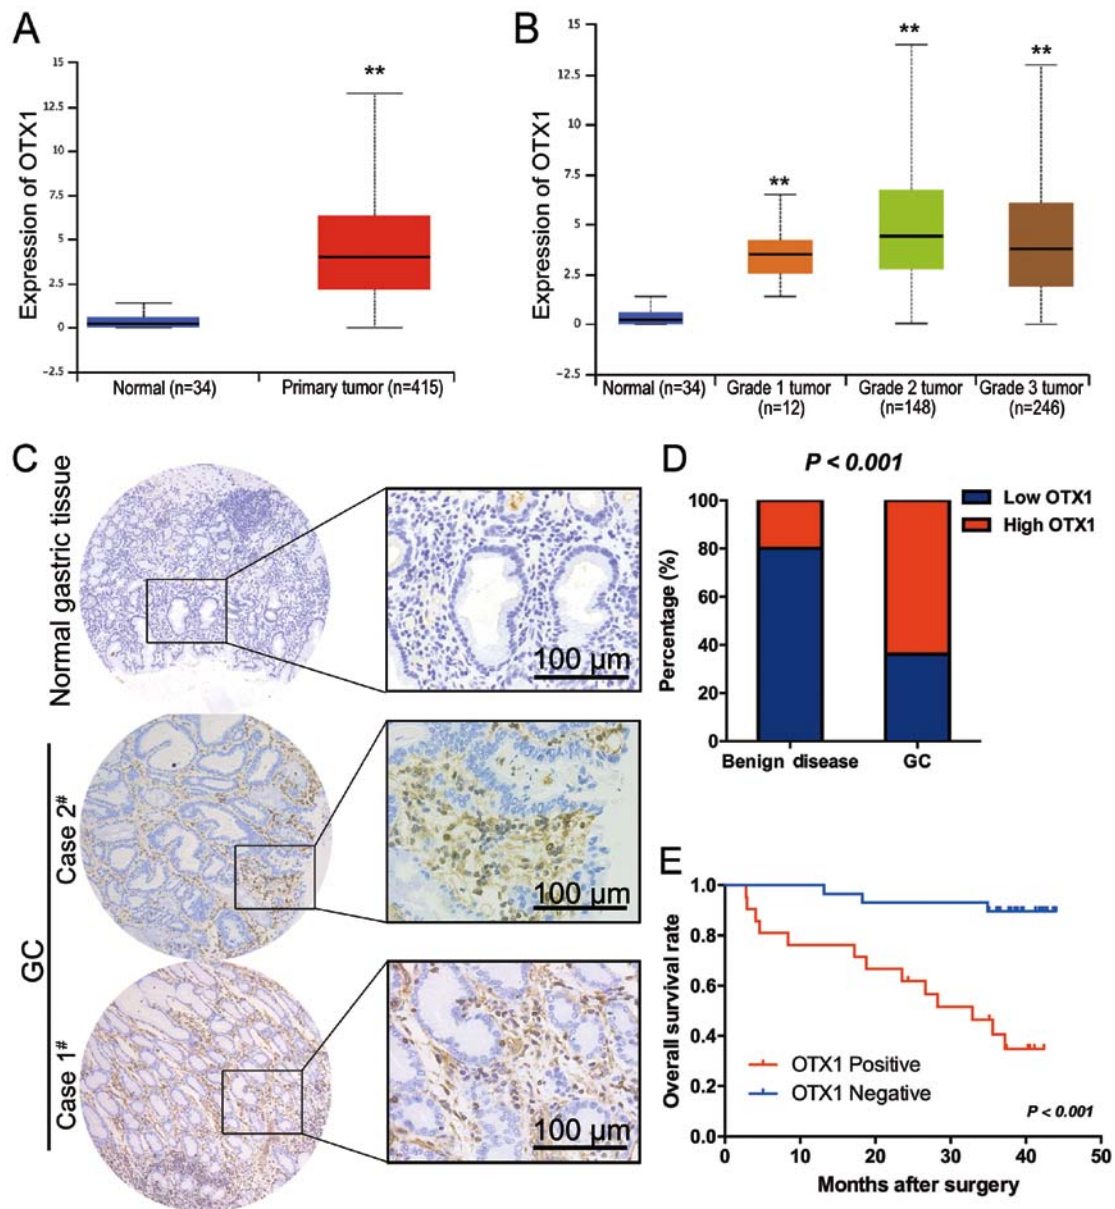 A
Expression of OTX1
15
12.5
10
7.5
5
2.5
0
−2.5
**
Normal (n=34)
Primary tumor (n=415)
B
Expression of OTX1
15
12.5
10
7.5
5
2.5
0
−2.5
**
**
**
Normal (n=34)
Grade 1 tumor
(n=12)
Grade 2 tumor
(n=148)
Grade 3 tumor
(n=246)
C
Normal gastric tissue
100 µm
GC
Case 2#
100 µm
Case 1#
100 µm
D
P < 0.001
Low OTX1
High OTX1
Percentage (%)
100
80
60
40
20
0
Benign disease
GC
E
Overall survival rate
1.0
0.8
0.6
0.4
0.2
0.0
OTX1 Positive
OTX1 Negative
P < 0.001
0
10
20
30
40
50
Months after surgery